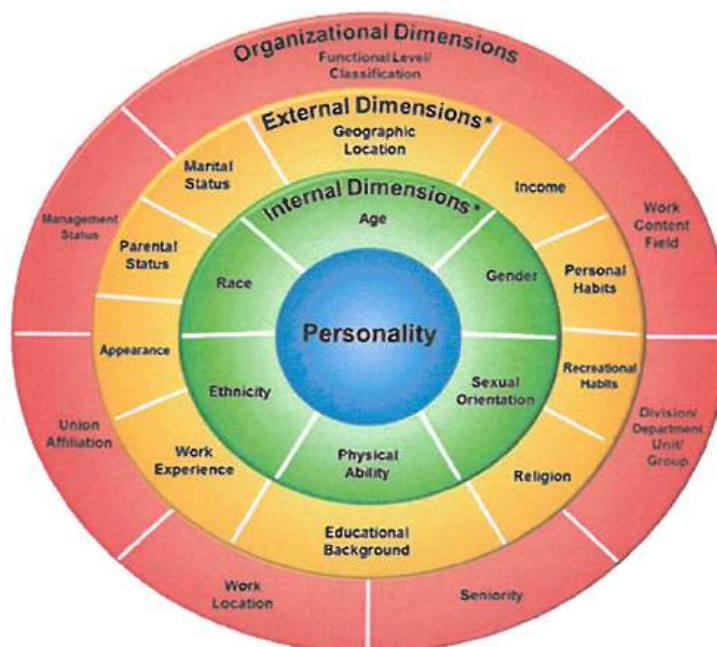 Organizational Dimensions
Functional Level/
Classification
External Dimensions*
Geographic
Location
Marital
Status
Income
Internal Dimensions*
Age
Management
Status
Work
Content
Field
Parental
Status
Race
Gender
Personal
Habits
Personality
Appearance
Recreational
Habits
Ethnicity
Sexual
Orientation
Union
Affiliation
Division/
Department
Unit/
Group
Work
Experience
Physical
Ability
Religion
Educational
Background
Work
Location
Seniority